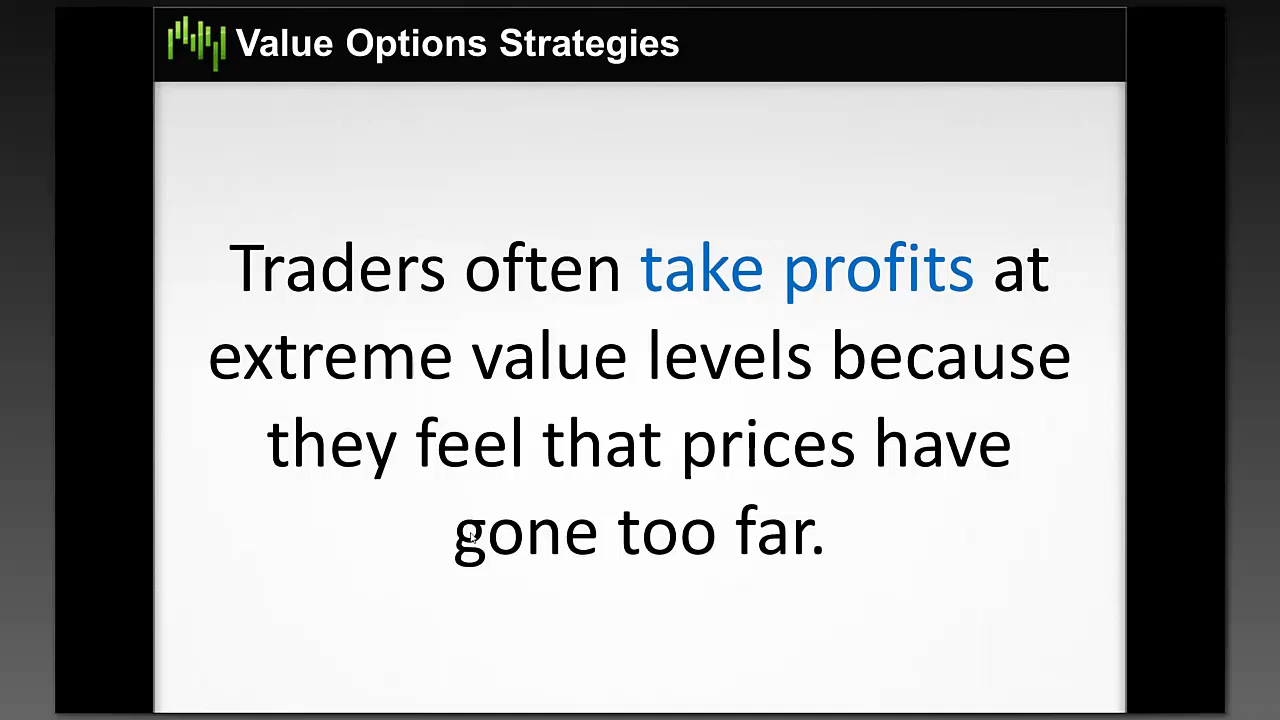 Value Options Strategies
Traders often take profits at
extreme value levels because
they feel that prices have
gone too far.